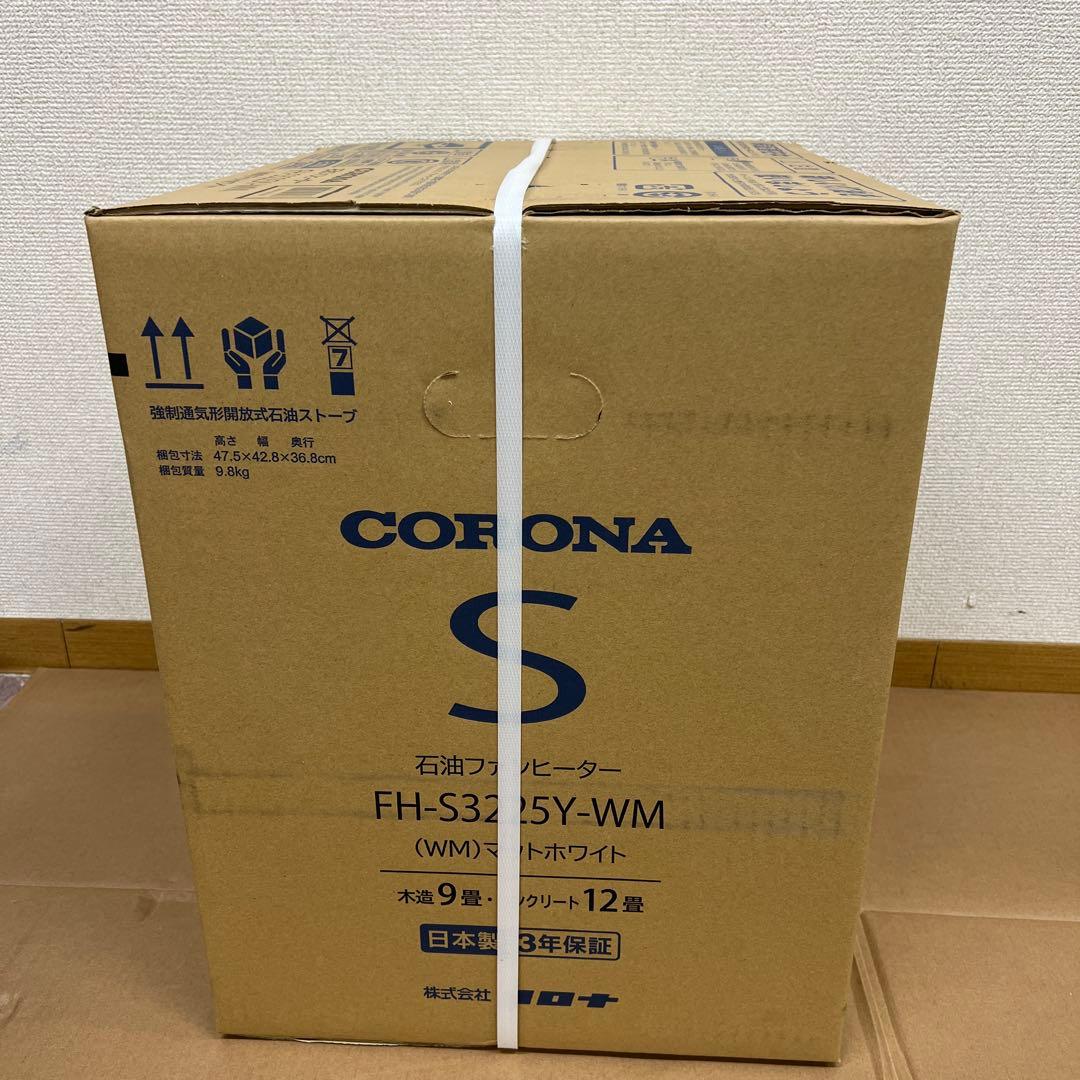 7
強制通気形開放式石油ストーブ
高さ 幅 奥行
梱包寸法 47.5×42.8×36.8cm
梱包質量 9.8kg
CORONA
S
石油ファンヒーター
FH-S3225Y-WM
(WM)マットホワイト
木造9畳・コンクリート12畳
日本製 3年保証
株式会社 コロナ